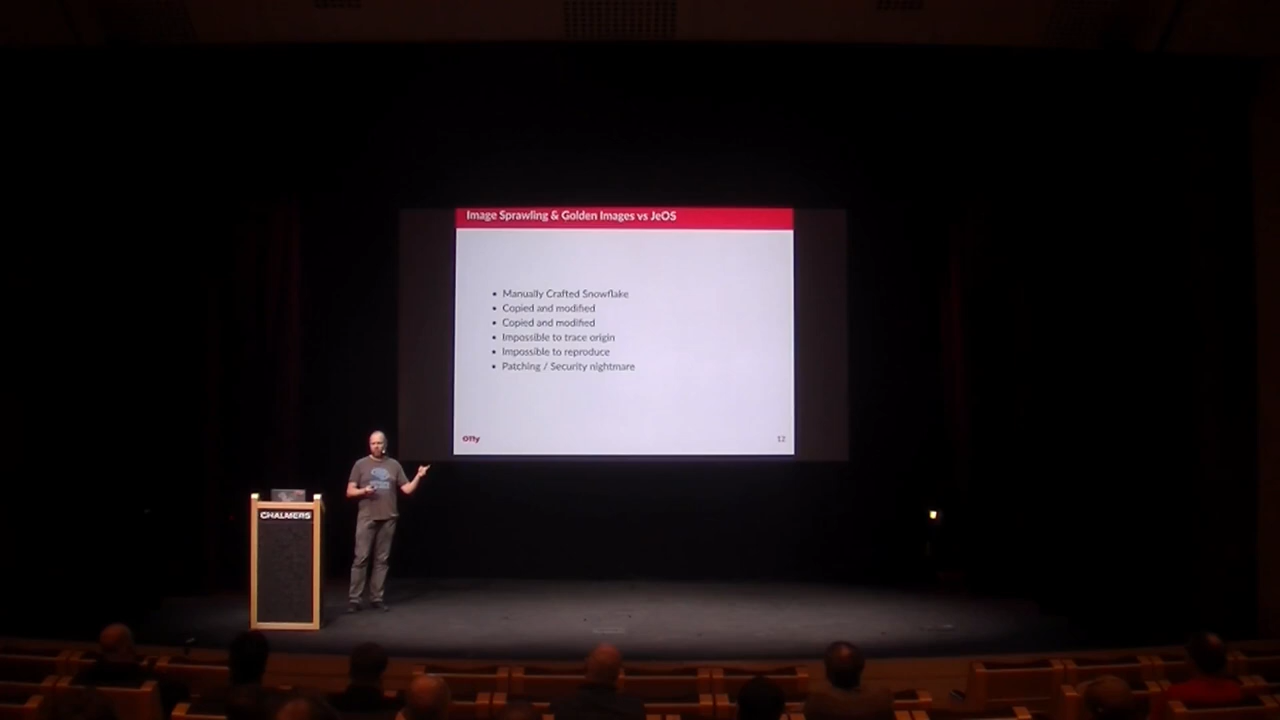 Image Sprawling & Golden Images vs JeOS
• Manually Crafted Snowflake
• Copied and modified
• Copied and modified
• Impossible to trace origin
• Impossible to reproduce
• Patching / Security nightmare
O11y
12
CHALMERS